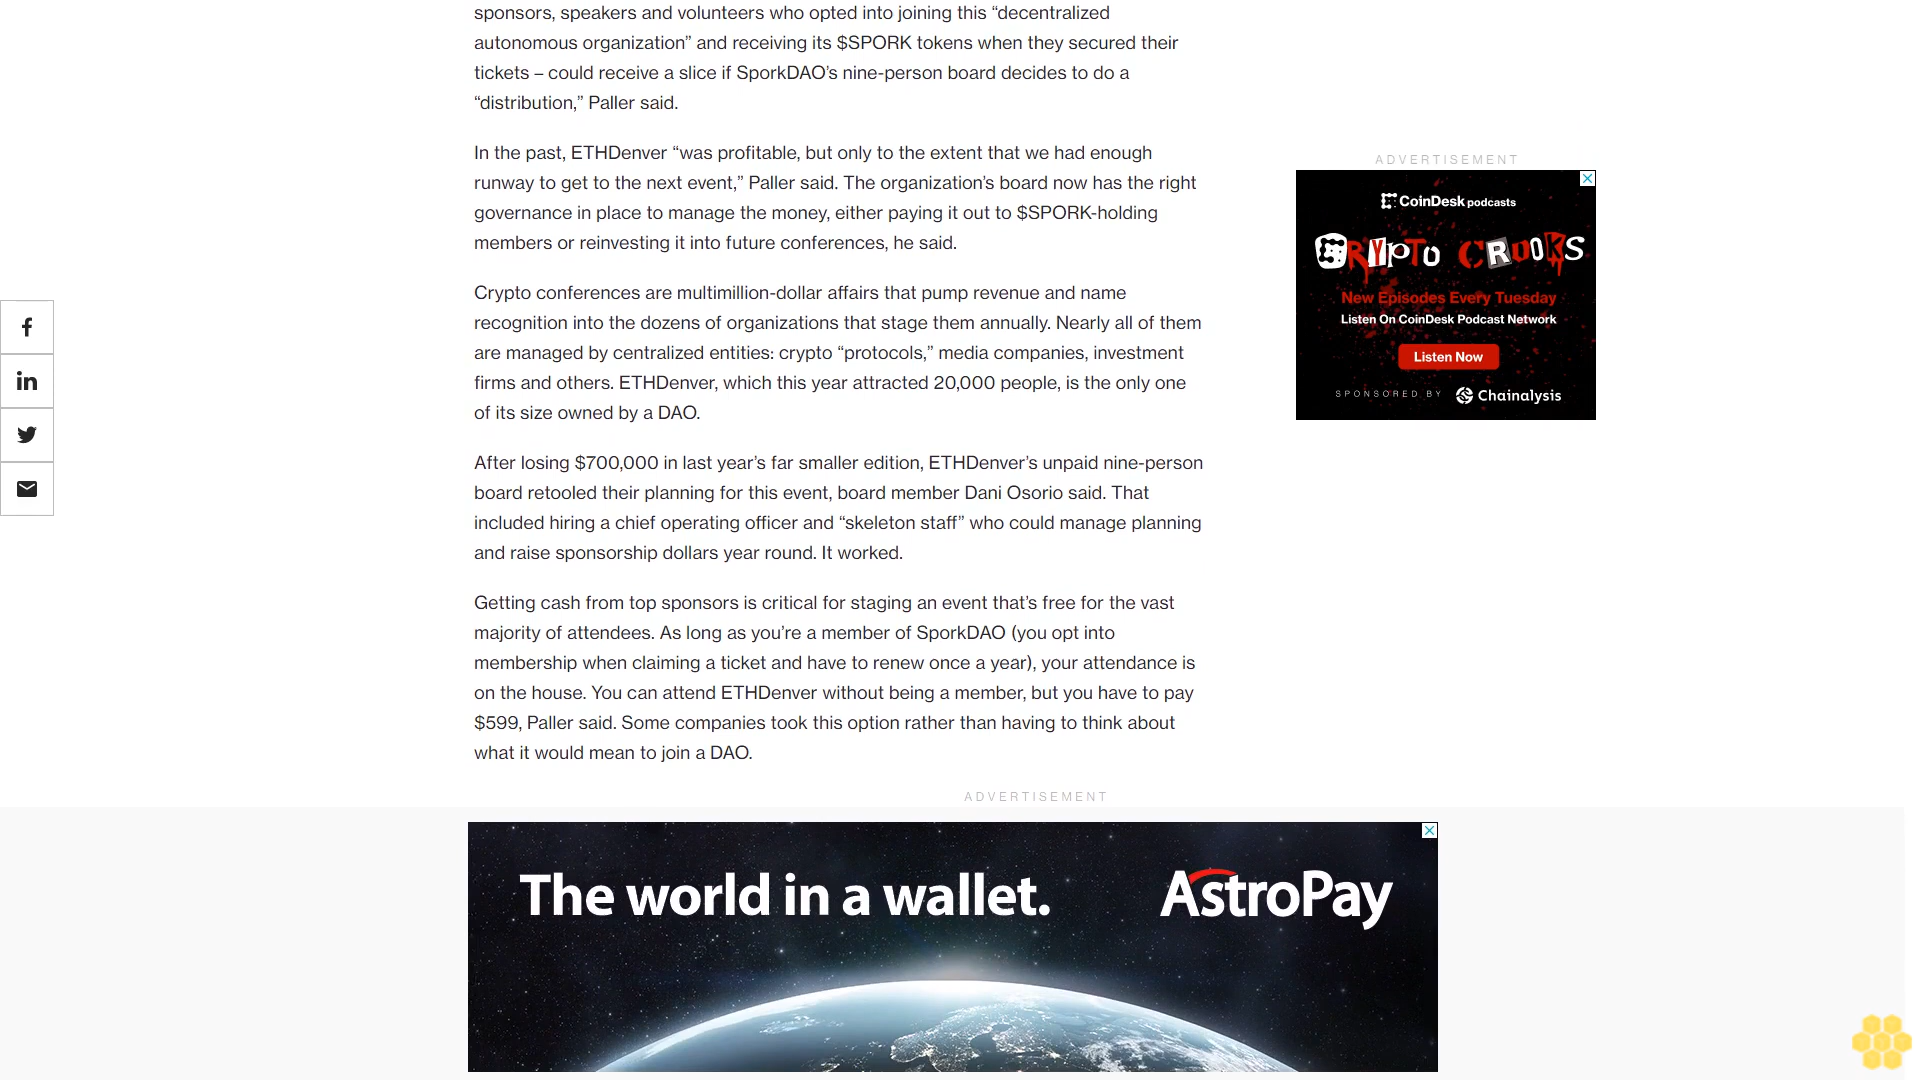 sponsors, speakers and volunteers who opted into joining this “decentralized
autonomous organization” and receiving its $SPORK tokens when they secured their
tickets – could receive a slice if SporkDAO’s nine-person board decides to do a
“distribution,” Paller said.
In the past, ETHDenver “was profitable, but only to the extent that we had enough
runway to get to the next event,” Paller said. The organization’s board now has the right
governance in place to manage the money, either paying it out to $SPORK-holding
members or reinvesting it into future conferences, he said.
Crypto conferences are multimillion-dollar affairs that pump revenue and name
recognition into the dozens of organizations that stage them annually. Nearly all of them
are managed by centralized entities: crypto “protocols,” media companies, investment
firms and others. ETHDenver, which this year attracted 20,000 people, is the only one
of its size owned by a DAO.
After losing $700,000 in last year’s far smaller edition, ETHDenver’s unpaid nine-person
board retooled their planning for this event, board member Dani Osorio said. That
included hiring a chief operating officer and “skeleton staff” who could manage planning
and raise sponsorship dollars year round. It worked.
Getting cash from top sponsors is critical for staging an event that’s free for the vast
majority of attendees. As long as you’re a member of SporkDAO (you opt into
membership when claiming a ticket and have to renew once a year), your attendance is
on the house. You can attend ETHDenver without being a member, but you have to pay
$599, Paller said. Some companies took this option rather than having to think about
what it would mean to join a DAO.
ADVERTISEMENT
CoinDesk podcasts
CRYPTO CROOKS
New Episodes Every Tuesday
Listen On CoinDesk Podcast Network
Listen Now
SPONSORED BY Chainalysis
ADVERTISEMENT
The world in a wallet.
AstroPay